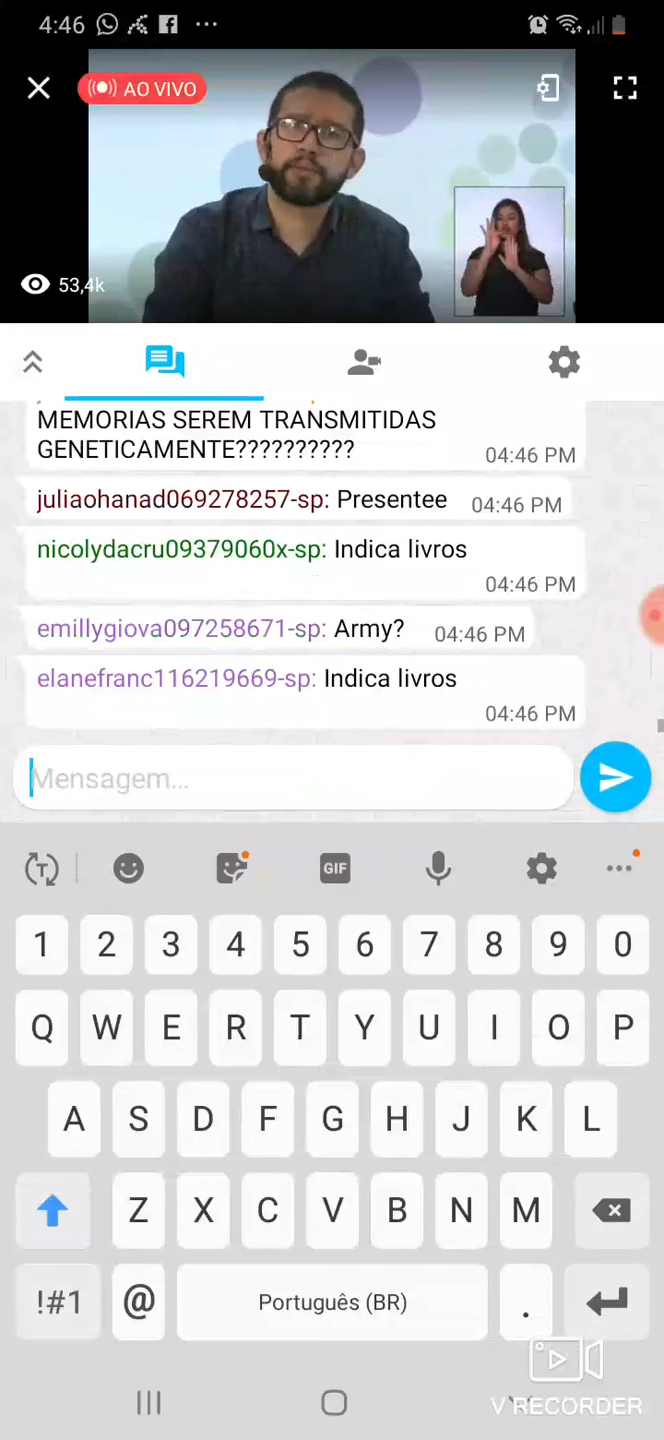 4:46
AO VIVO
53,4k
MEMORIAS SEREM TRANSMITIDAS
GENETICAMENTE??????????
04:46 PM
juliaohanad069278257-sp: Presentee
04:46 PM
nicolydacru09379060x-sp: Indica livros
04:46 PM
emillygiova097258671-sp: Army?
04:46 PM
elanefranc116219669-sp: Indica livros
04:46 PM
Mensagem...
T
GIF
1 2 3 4 5 6 7 8 9 0
Q W E R T Y U I O P
A S D F G H J K L
Z X C V B N M
!#1 @ Português (BR) .
V RECORDER